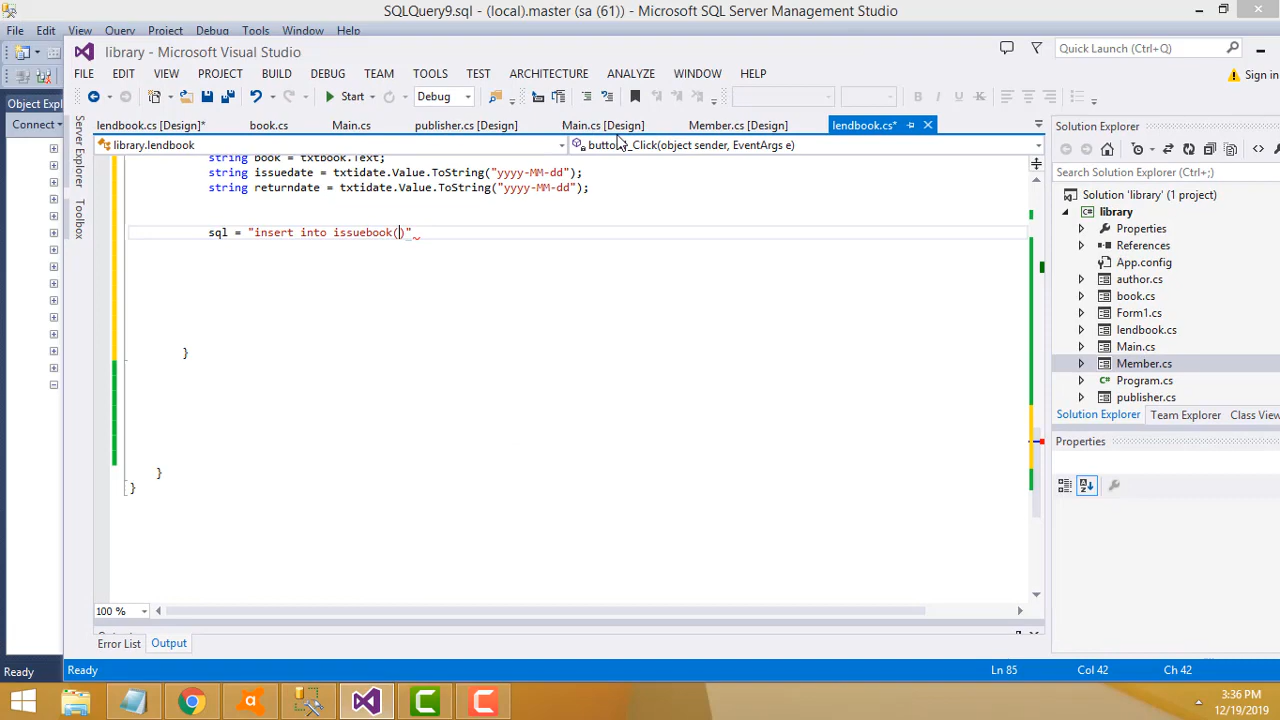 SQLQuery9.sql - (local).master (sa (61)) - Microsoft SQL Server Management Studio
File Edit View Query Project Debug Tools Window Help
library - Microsoft Visual Studio
Quick Launch (Ctrl+Q)
FILE EDIT VIEW PROJECT BUILD DEBUG TEAM TOOLS TEST ARCHITECTURE ANALYZE WINDOW HELP
Sign in
Start Debug
Object Expl
Connect
Server Explorer
Toolbox
lendbook.cs [Design]* book.cs Main.cs publisher.cs [Design] Main.cs [Design] Member.cs [Design] lendbook.cs*
library.lendbook
_Click(object sender, EventArgs e)
string book = txtbook.Text;
string issuedate = txtidate.Value.ToString("yyyy-MM-dd");
string returndate = txtidate.Value.ToString("yyyy-MM-dd");
sql = "insert into issuebook()"
}
}
}
100 %
Error List Output
Solution Explorer
Search Solution Explorer (Ctrl+;)
Solution 'library' (1 project)
library
Properties
References
App.config
author.cs
book.cs
Form1.cs
lendbook.cs
Main.cs
Member.cs
Program.cs
publisher.cs
Solution Explorer Team Explorer Class View
Properties
Ready
Ready Ln 85 Col 42 Ch 42
3:36 PM
12/19/2019